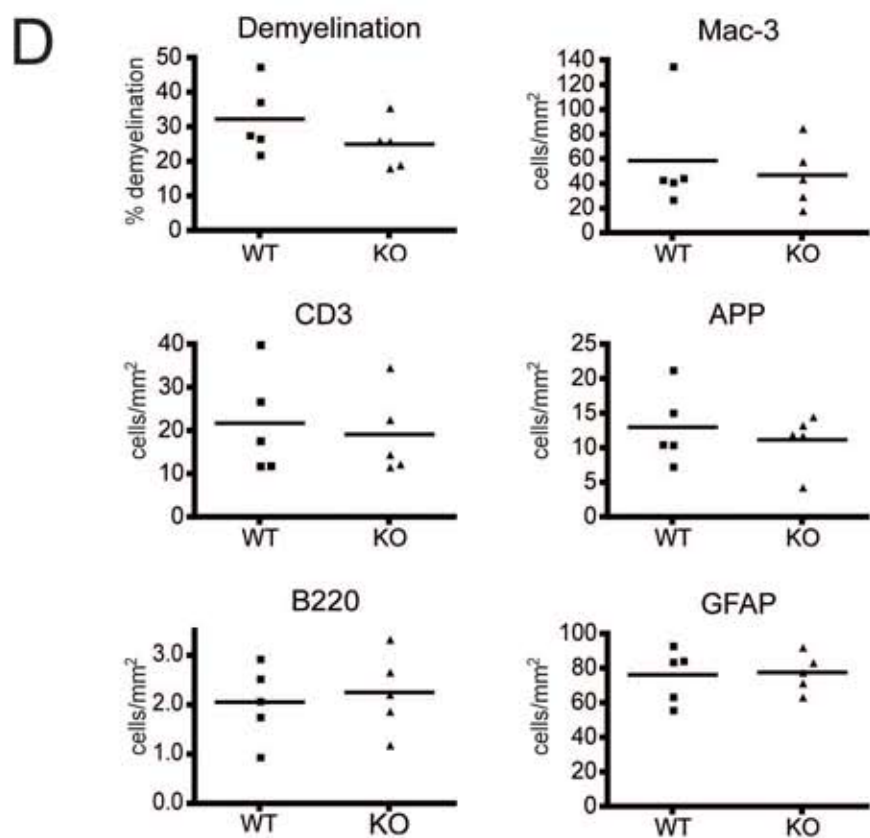 D
Demyelination
% demyelination
50
40
30
20
10
0
WT KO
Mac-3
cells/mm²
140
120
100
80
60
40
20
0
WT KO
CD3
cells/mm²
40
30
20
10
0
WT KO
APP
cells/mm²
25
20
15
10
5
0
WT KO
B220
cells/mm²
3.0
2.0
1.0
0.0
WT KO
GFAP
cells/mm²
100
80
60
40
20
0
WT KO